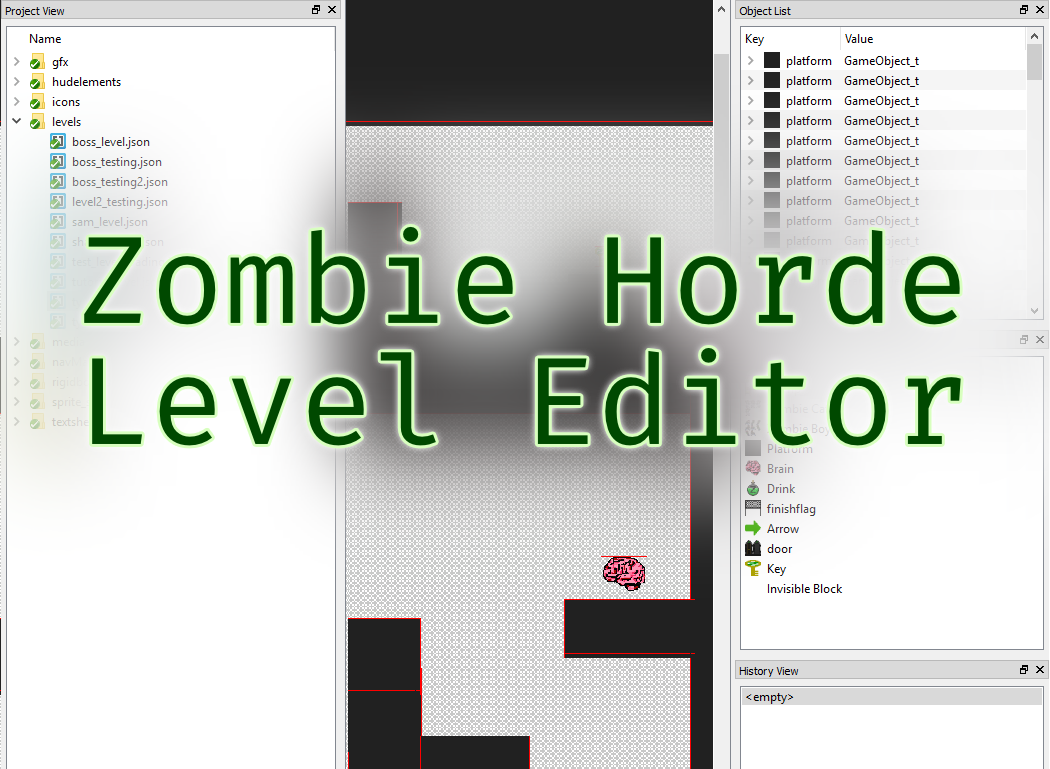 Project View
Name
gfx
hudelements
icons
levels
boss_level.json
boss_testing.json
boss_testing2.json
level2_testing.json
sam_level.json
Zombie Horde
Level Editor
Object List
Key Value
platform GameObject_t
platform GameObject_t
platform GameObject_t
platform GameObject_t
platform GameObject_t
platform GameObject_t
platform GameObject_t
platform GameObject_t
platform GameObject_t
platform GameObject_t
Platform
Brain
Drink
finishflag
Arrow
door
Key
Invisible Block
History View
<empty>